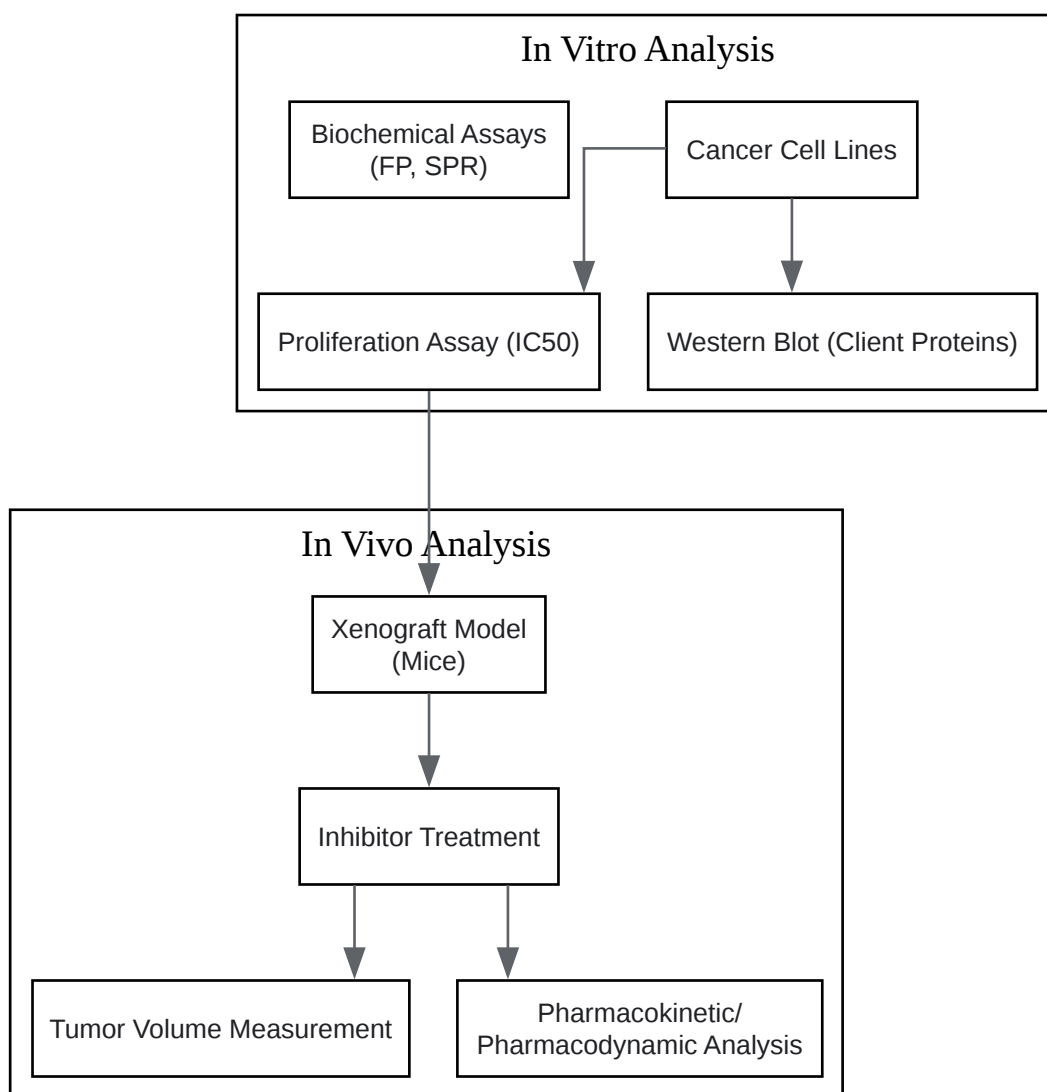 In Vitro Analysis
Biochemical Assays
(FP, SPR)
Cancer Cell Lines
Proliferation Assay (IC50)
Western Blot (Client Proteins)
In Vivo Analysis
Xenograft Model
(Mice)
Inhibitor Treatment
Tumor Volume Measurement
Pharmacokinetic/
Pharmacodynamic Analysis